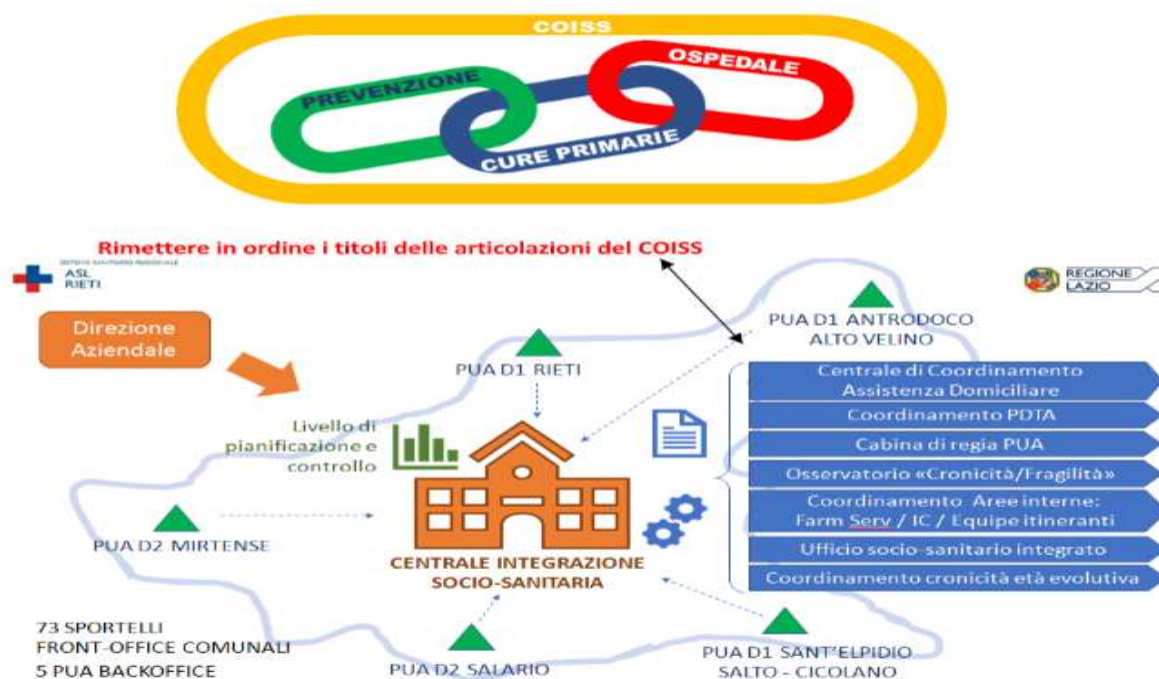 COISS
PREVENZIONE
OSPEDALE
CURE PRIMARIE
Rimettere in ordine i titoli delle articolazioni del COISS
SISTEMA SANITARIO REGIONALE
ASL
RIETI
REGIONE
LAZIO
Direzione
Aziendale
PUA D1 ANTRODOCO
ALTO VELINO
PUA D1 RIETI
Centrale di Coordinamento
Assistenza Domiciliare
Coordinamento PDTA
Cabina di regia PUA
Osservatorio «Cronicità/Fragilità»
Coordinamento Aree interne:
Farm Serv / IC / Equipe itineranti
Ufficio socio-sanitario integrato
Coordinamento cronicità età evolutiva
Livello di
pianificazione e
controllo
PUA D2 MIRTENSE
CENTRALE INTEGRAZIONE
SOCIO-SANITARIA
73 SPORTELLI
FRONT-OFFICE COMUNALI
5 PUA BACKOFFICE
PUA D2 SALARIO
PUA D1 SANT'ELPIDIO
SALTO - CICOLANO